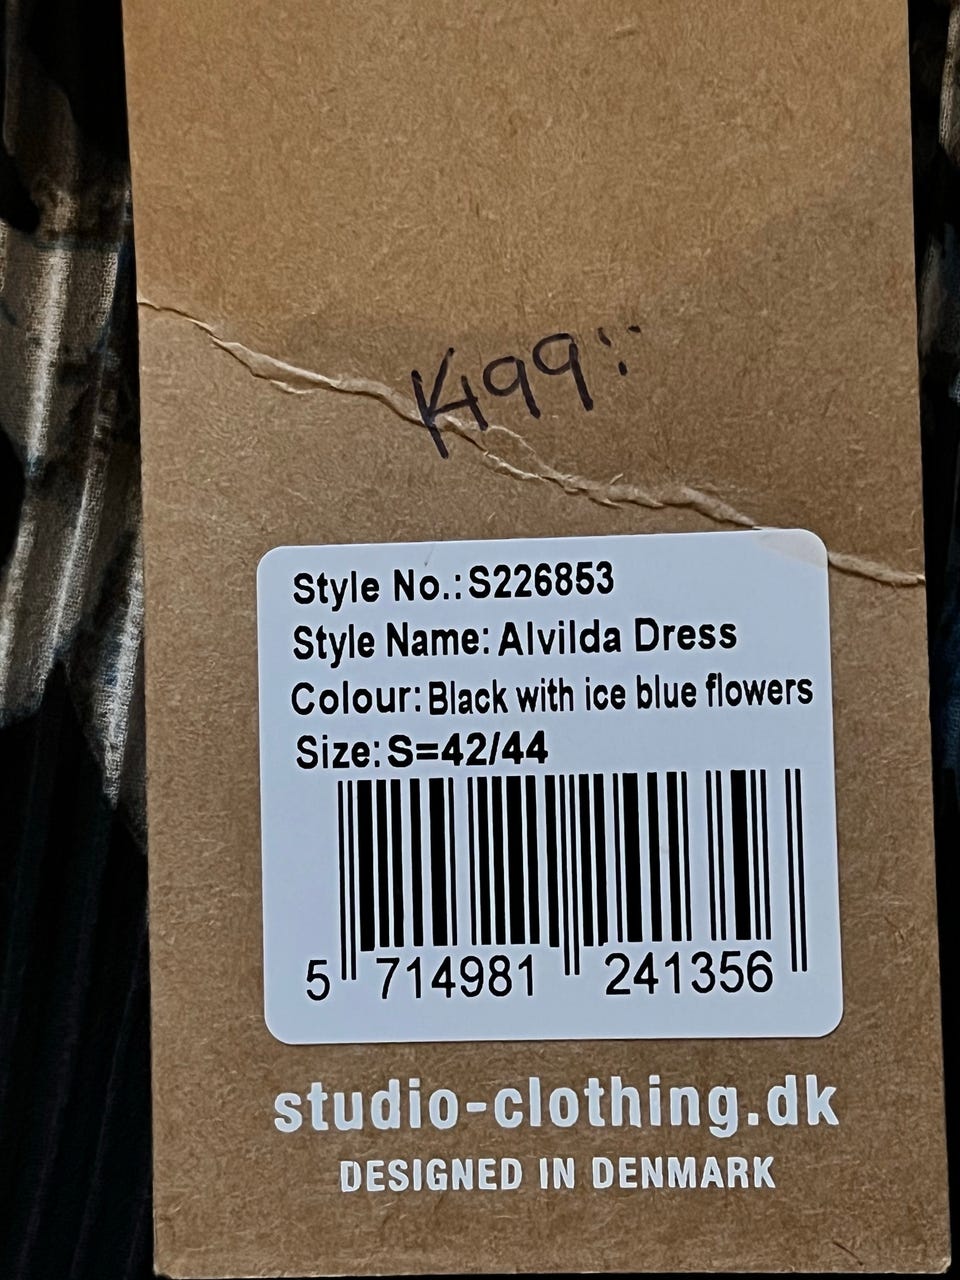 K499::
Style No.: S226853
Style Name: Alvilda Dress
Colour: Black with ice blue flowers
Size: S=42/44
5 714981 241356
studio-clothing.dk
DESIGNED IN DENMARK